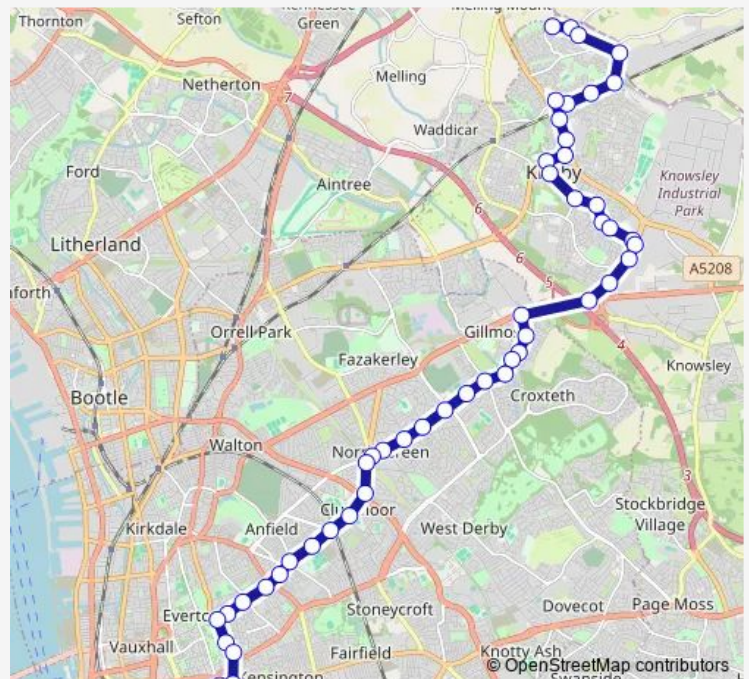 Thornton
Sefton
Green
Melling
Netherton
7
Waddicar
Ford
Aintree
Knowsley
Industrial
Park
6
Litherland
6
A5208
5
Orrell Park
4
Fazakerley
Knowsley
Bootle
Croxteth
Walton
3
Stockbridge
Village
Kirkdale
Anfield
West Derby
Stoneycroft
Dovecot
Page Moss
Vauxhall
Fairfield
Knotty Ash
© OpenStreetMap contributors